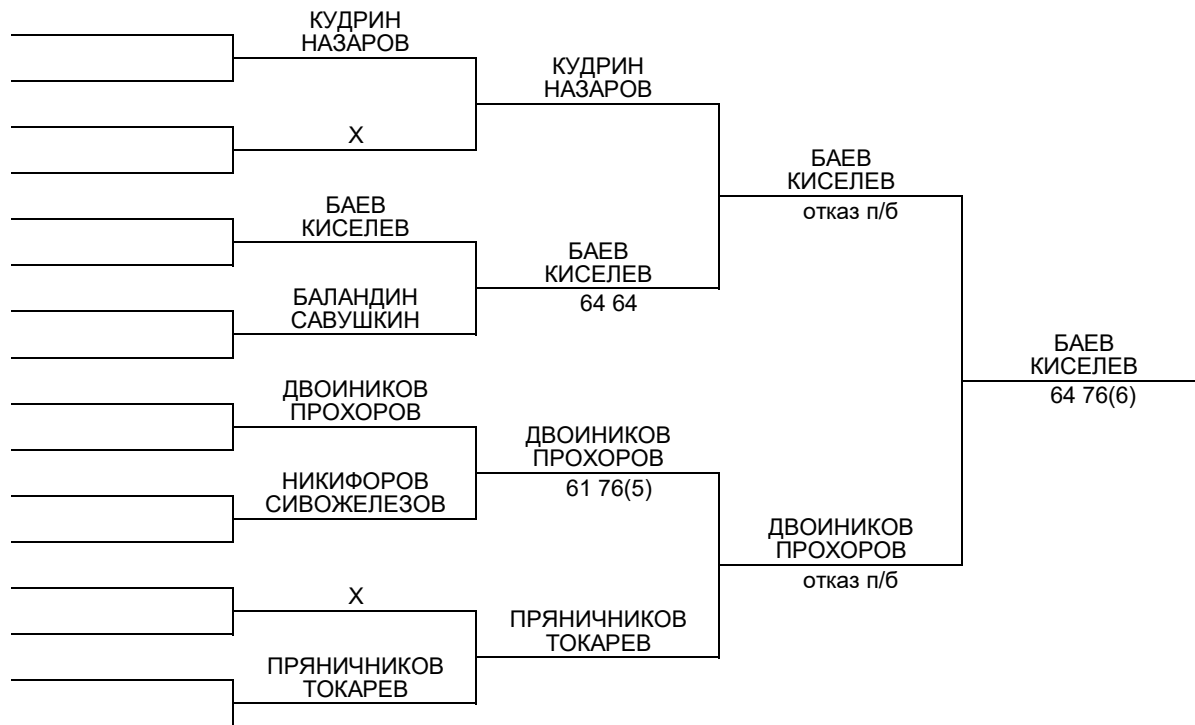 КУДРИН
НАЗАРОВ
X
БАЕВ
КИСЕЛЕВ
БАЛАНДИН
САВУШКИН
ДВОИНИКОВ
ПРОХОРОВ
НИКИФОРОВ
СИВОЖЕЛЕЗОВ
X
ПРЯНИЧНИКОВ
ТОКАРЕВ
КУДРИН
НАЗАРОВ
БАЕВ
КИСЕЛЕВ
64 64
ДВОИНИКОВ
ПРОХОРОВ
61 76(5)
ПРЯНИЧНИКОВ
ТОКАРЕВ
БАЕВ
КИСЕЛЕВ
отказ п/б
ДВОИНИКОВ
ПРОХОРОВ
отказ п/б
БАЕВ
КИСЕЛЕВ
64 76(6)